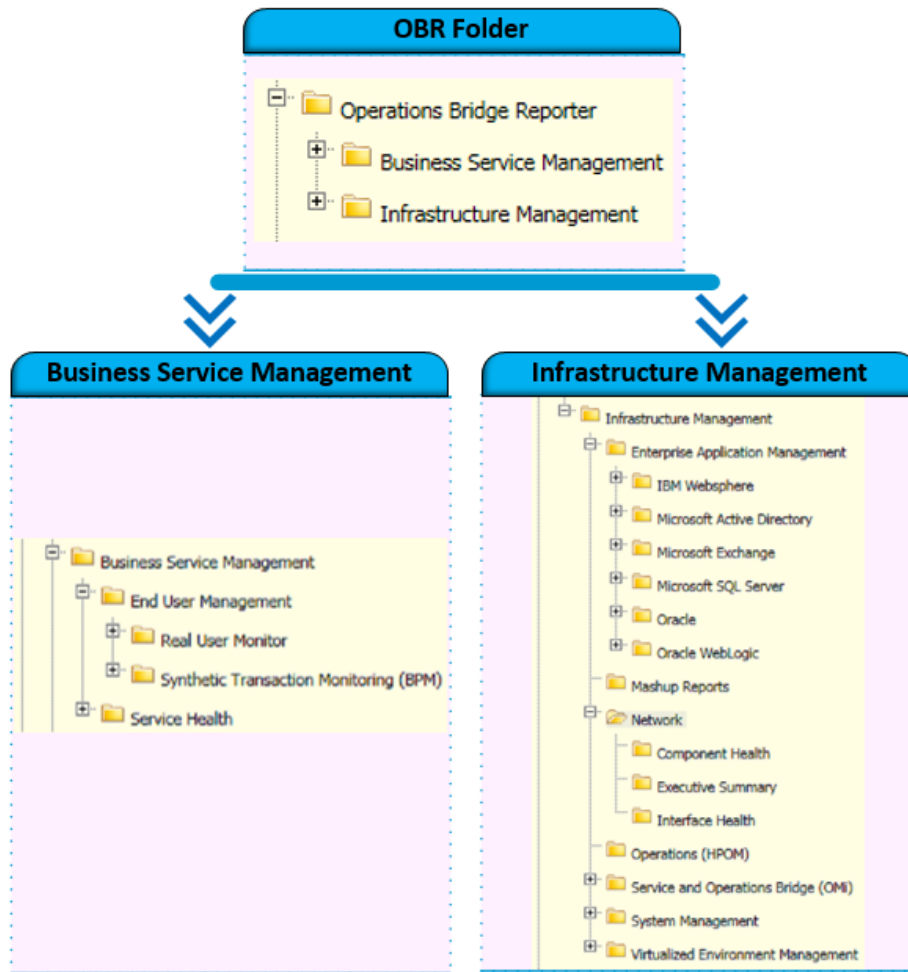 OBR Folder
Operations Bridge Reporter
Business Service Management
Infrastructure Management
Business Service Management
Business Service Management
End User Management
Real User Monitor
Synthetic Transaction Monitoring (BPM)
Service Health
Infrastructure Management
Infrastructure Management
Enterprise Application Management
IBM Websphere
Microsoft Active Directory
Microsoft Exchange
Microsoft SQL Server
Oracle
Oracle WebLogic
Mashup Reports
Network
Component Health
Executive Summary
Interface Health
Operations (HPOM)
Service and Operations Bridge (OMi)
System Management
Virtualized Environment Management